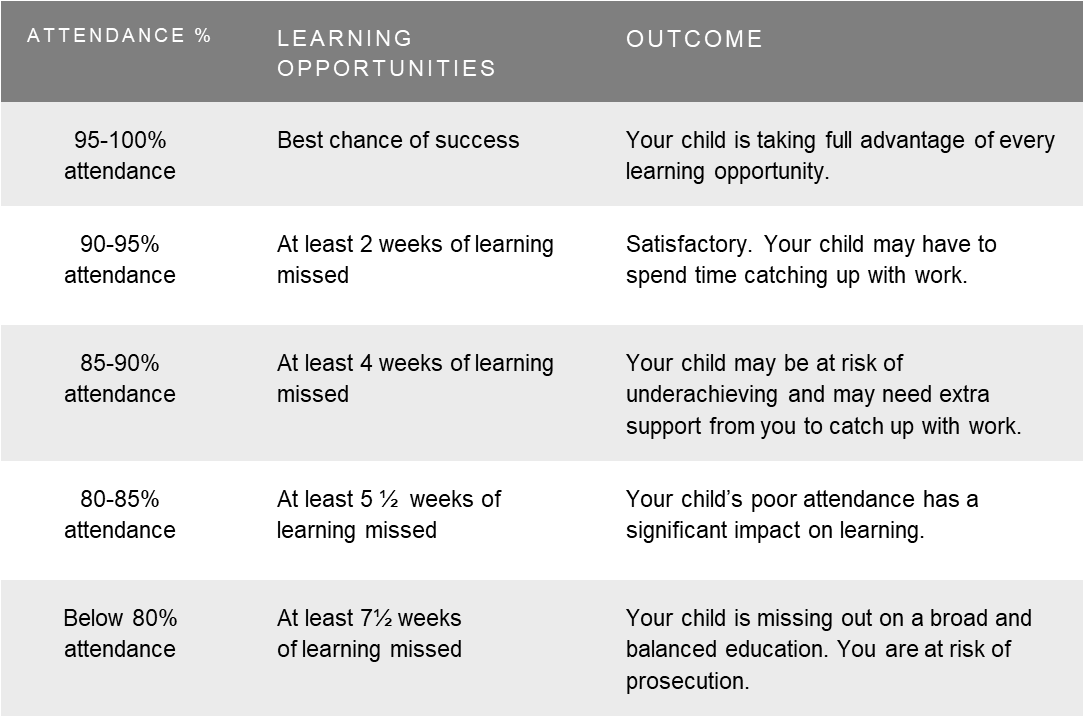 ATTENDANCE %
LEARNING
OPPORTUNITIES
OUTCOME
95-100%
attendance
Best chance of success
Your child is taking full advantage of every
learning opportunity.
90-95%
attendance
At least 2 weeks of learning
missed
Satisfactory. Your child may have to
spend time catching up with work.
85-90%
attendance
At least 4 weeks of learning
missed
Your child may be at risk of
underachieving and may need extra
support from you to catch up with work.
80-85%
attendance
At least 5 ½ weeks of
learning missed
Your child’s poor attendance has a
significant impact on learning.
Below 80%
attendance
At least 7½ weeks
of learning missed
Your child is missing out on a broad and
balanced education. You are at risk of
prosecution.